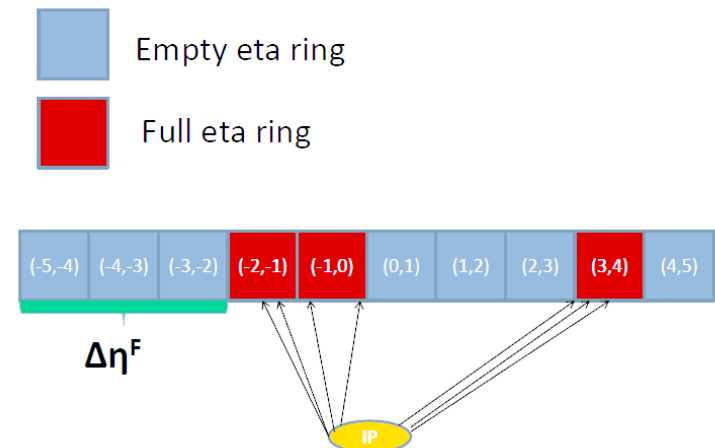 Empty eta ring
Full eta ring
(-5,-4) (-4,-3) (-3,-2) (-2,-1) (-1,0) (0,1) (1,2) (2,3) (3,4) (4,5)
Δη^F
IP